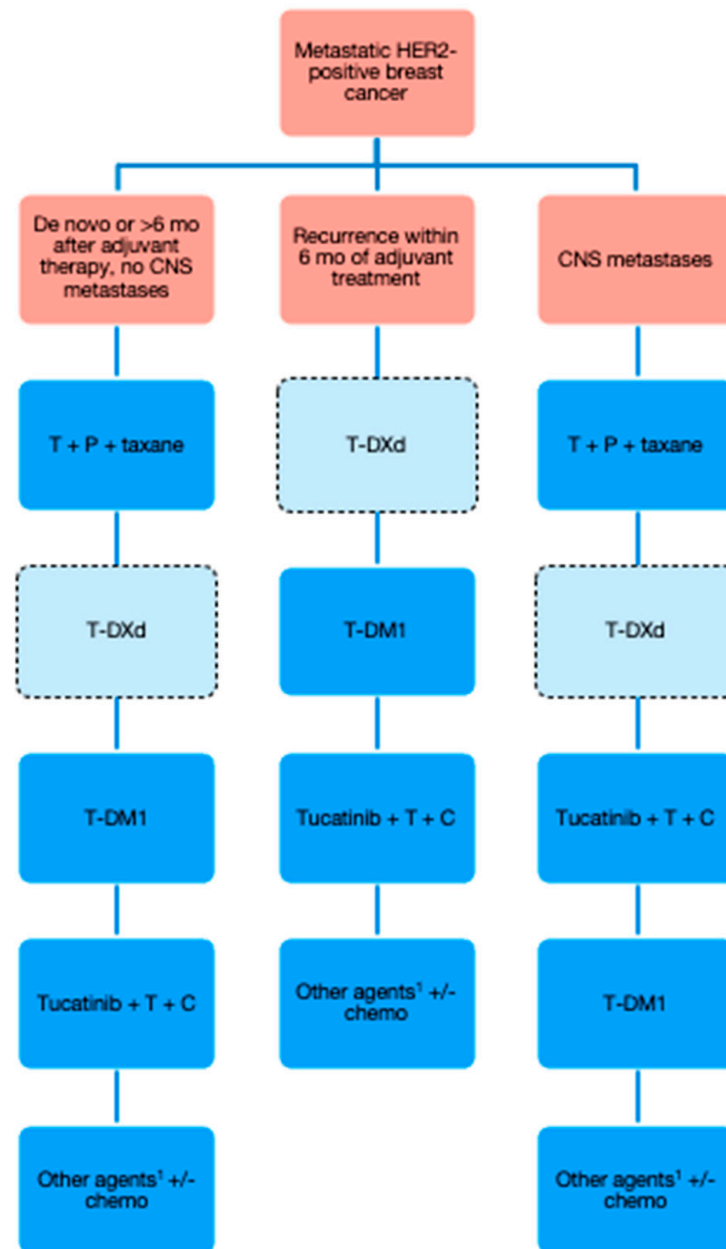 Metastatic HER2-
positive breast
cancer
De novo or >6 mo
after adjuvant
therapy, no CNS
metastases
Recurrence within
6 mo of adjuvant
treatment
CNS metastases
T + P + taxane
T-DXd
T + P + taxane
T-DXd
T-DM1
T-DXd
T-DM1
Tucatinib + T + C
Tucatinib + T + C
Tucatinib + T + C
Other agents¹ +/-
chemo
T-DM1
Other agents¹ +/-
chemo
Other agents¹ +/-
chemo